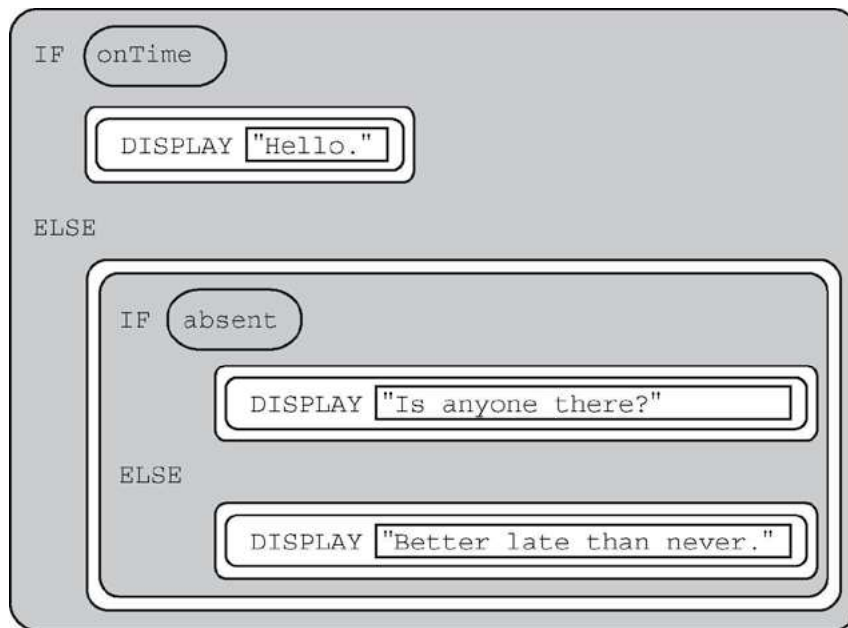 IF onTime
DISPLAY "Hello."
ELSE
IF absent
DISPLAY "Is anyone there?"
ELSE
DISPLAY "Better late than never."